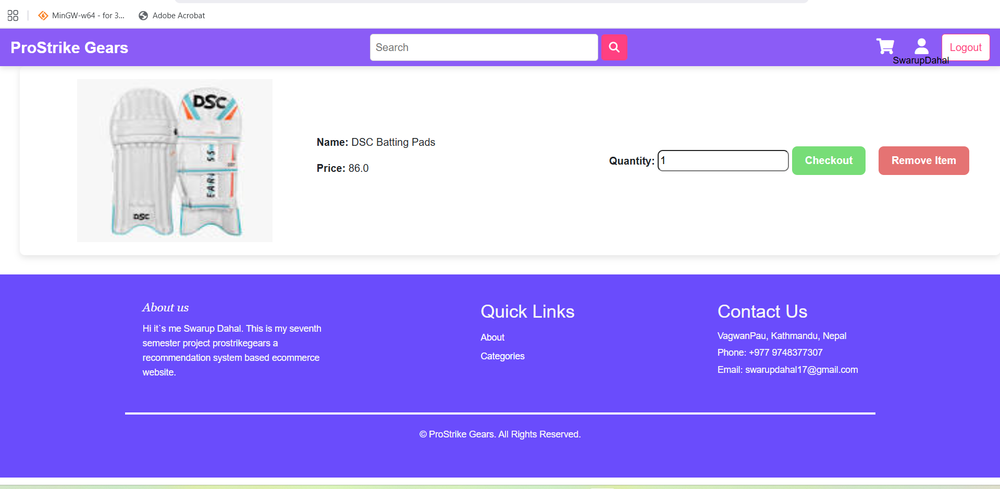 MinGW-w64 - for 3...
Adobe Acrobat
ProStrike Gears
Search
Logout
SwarupDahal
DSC
DSC
Name: DSC Batting Pads
Price: 86.0
Quantity: 1
Checkout
Remove Item
About us
Hi it`s me Swarup Dahal. This is my seventh
semester project prostrikegears a
recommendation system based ecommerce
website.
Quick Links
About
Categories
Contact Us
VagwanPau, Kathmandu, Nepal
Phone: +977 9748377307
Email: swarupdahal17@gmail.com
© ProStrike Gears. All Rights Reserved.